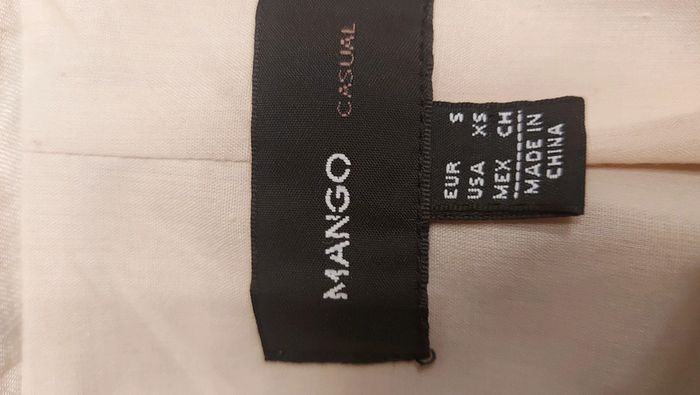 MANGO CASUAL
EUR S
USA XS
MEX CH
MADE IN
CHINA